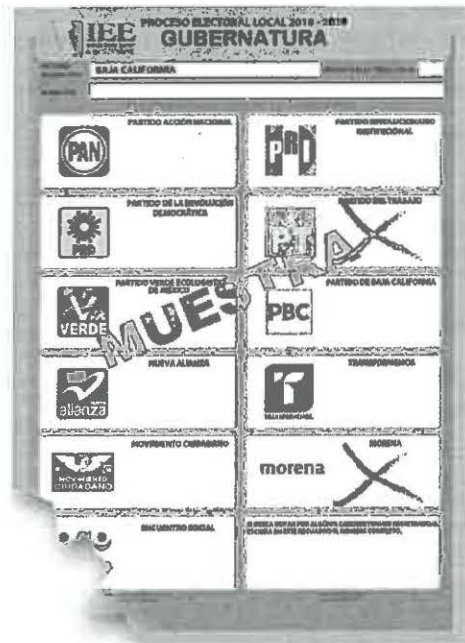 IEE
PROCESO ELECTORAL LOCAL 2018 - 2019
GUBERNATURA
BAJA CALIFORNIA
PARTIDO ACCIÓN NACIONAL
PAN
PARTIDO REVOLUCIONARIO
INSTITUCIONAL
PRD
PARTIDO DE LA REVOLUCIÓN
DEMOCRÁTICA
PRD
PARTIDO DEL TRABAJO
PT
MUESTRA
PARTIDO VERDE ECOLOGISTA
DE MÉXICO
VERDE
PARTIDO DE BAJA CALIFORNIA
PBC
NUEVA ALIANZA
alianza
TRANSFORMEMOS
MOVIMIENTO CIUDADANO
MOVIMIENTO
CIUDADANO
MORENA
morena
ENCUENTRO SOCIAL